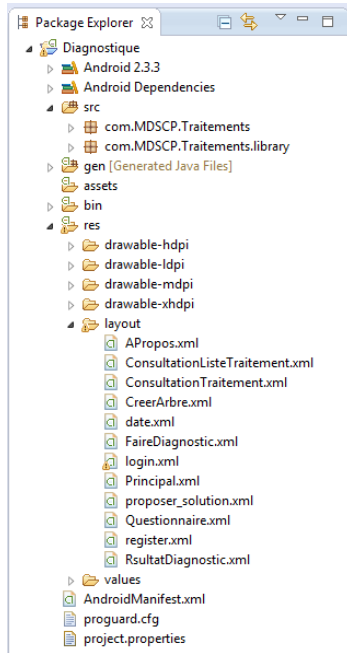 Package Explorer
Diagnostique
Android 2.3.3
Android Dependencies
src
com.MDSCP.Traitements
com.MDSCP.Traitements.library
gen [Generated Java Files]
assets
bin
res
drawable-hdpi
drawable-ldpi
drawable-mdpi
drawable-xhdpi
layout
APropos.xml
ConsultationListeTraitement.xml
ConsultationTraitement.xml
CreerArbre.xml
date.xml
FaireDiagnostic.xml
login.xml
Principal.xml
proposer_solution.xml
Questionnaire.xml
register.xml
RsultatDiagnostic.xml
values
AndroidManifest.xml
proguard.cfg
project.properties